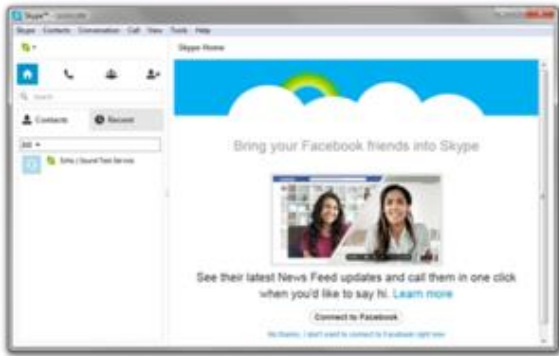 Skype™
Skype Contacts Conversation Call View Tools Help
Skype Home
Search
Contacts
Recent
All
Echo / Sound Test Service
Bring your Facebook friends into Skype
See their latest News Feed updates and call them in one click
when you'd like to say hi. Learn more
Connect to Facebook
No thanks, I don't want to connect to Facebook right now